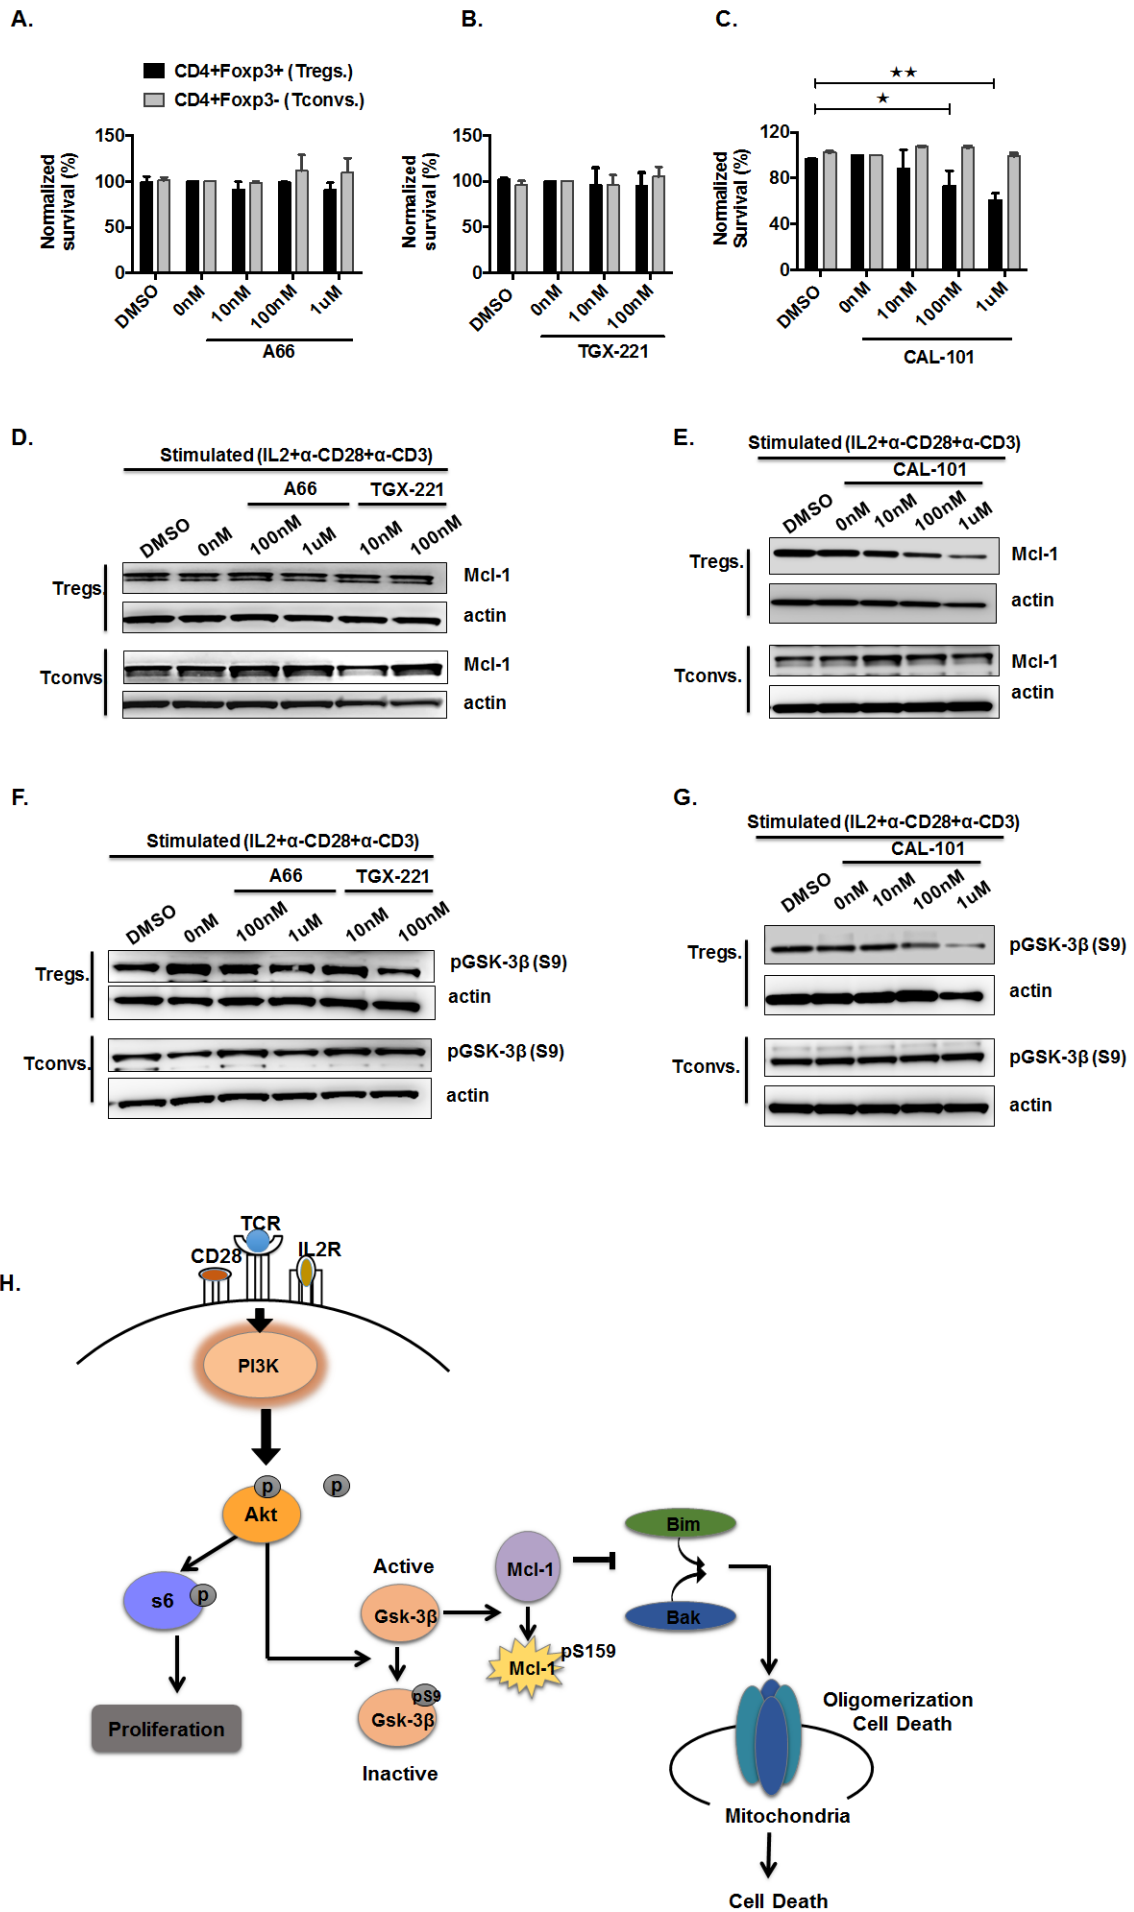 A.
B.
C.
CD4+Foxp3+ (Tregs.)
CD4+Foxp3- (Tconvs.)
Normalized
survival (%)
150
100
50
0
DMSO
0nM
10nM
100nM
1uM
A66
Normalized
survival (%)
150
100
50
0
DMSO
0nM
10nM
100nM
TGX-221
★★
★
Normalized
Survival (%)
120
80
40
0
DMSO
0nM
10nM
100nM
1uM
CAL-101
D.
Stimulated (IL2+α-CD28+α-CD3)
A66
TGX-221
DMSO
0nM
100nM
1uM
10nM
100nM
Tregs.
Mcl-1
actin
Tconvs
Mcl-1
actin
E.
Stimulated (IL2+α-CD28+α-CD3)
CAL-101
DMSO
0nM
10nM
100nM
1uM
Tregs.
Mcl-1
actin
Tconvs.
Mcl-1
actin
F.
Stimulated (IL2+α-CD28+α-CD3)
A66
TGX-221
DMSO
0nM
100nM
1uM
10nM
100nM
Tregs.
pGSK-3β (S9)
actin
Tconvs.
pGSK-3β (S9)
actin
G.
Stimulated (IL2+α-CD28+α-CD3)
CAL-101
DMSO
0nM
10nM
100nM
1uM
Tregs.
pGSK-3β (S9)
actin
Tconvs.
pGSK-3β (S9)
actin
H.
TCR
CD28
IL2R
PI3K
p
p
Akt
s6
p
Proliferation
Active
Gsk-3β
pS9
Gsk-3β
Inactive
Mcl-1
pS159
Mcl-1
Bim
Bak
Oligomerization
Cell Death
Mitochondria
Cell Death